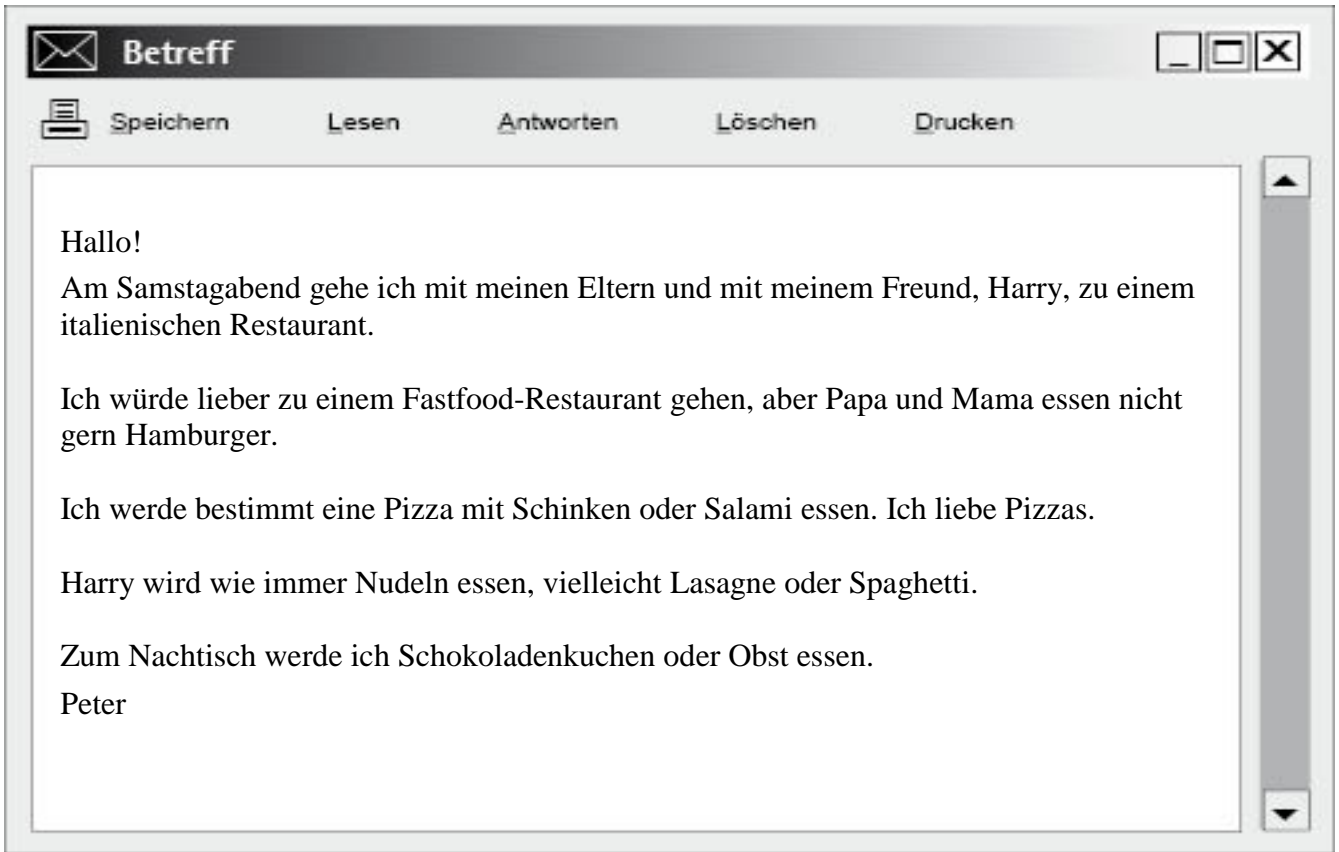 Betreff
Speichern Lesen Antworten Löschen Drucken
Hallo!
Am Samstagabend gehe ich mit meinen Eltern und mit meinem Freund, Harry, zu einem
italienischen Restaurant.
Ich würde lieber zu einem Fastfood-Restaurant gehen, aber Papa und Mama essen nicht
gern Hamburger.
Ich werde bestimmt eine Pizza mit Schinken oder Salami essen. Ich liebe Pizzas.
Harry wird wie immer Nudeln essen, vielleicht Lasagne oder Spaghetti.
Zum Nachtisch werde ich Schokoladenkuchen oder Obst essen.
Peter